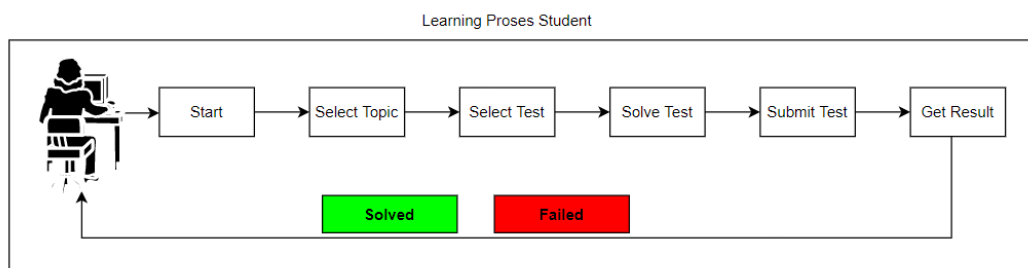 Learning Proses Student
Start
Select Topic
Select Test
Solve Test
Submit Test
Get Result
Solved
Failed